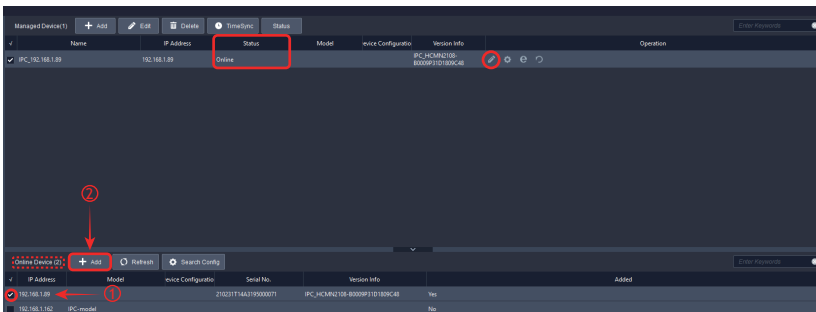 Managed Device(1) + Add Edit Delete TimeSync Status Enter Keywords
√ Name IP Address Status Model evice Configuratio Version Info Operation
IPC_192.168.1.89 192.168.1.89 Online IPC_HCMN2108-
B0009P31D1809C48
②
Online Device (2) + Add Refresh Search Config Enter Keywords
√ IP Address Model evice Configuratio Serial No. Version Info Added
192.168.1.89 ① 210231T14A3195000071 IPC_HCMN2108-B0009P31D1809C48 Yes
192.168.1.162 IPC-model No